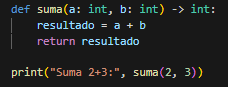 def suma(a: int, b: int) -> int:
    resultado = a + b
    return resultado

print("Suma 2+3:", suma(2, 3))